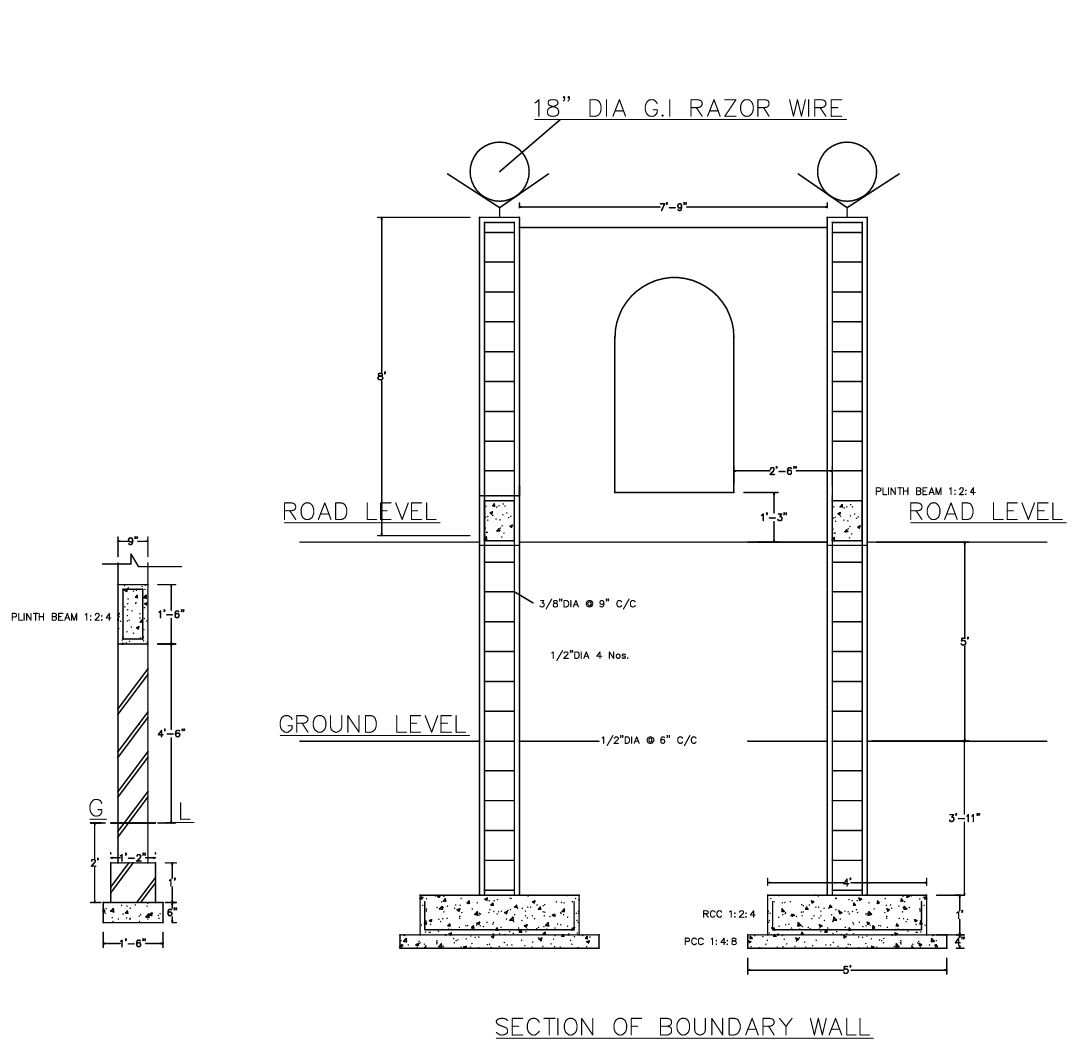 18" DIA G.I RAZOR WIRE
7'-9"
8'
2'-6"
PLINTH BEAM 1:2:4
ROAD LEVEL
1'-3"
ROAD LEVEL
9"
PLINTH BEAM 1:2:4
1'-6"
3/8"DIA @ 9" C/C
5'
1/2"DIA 4 Nos.
GROUND LEVEL
4'-6"
1/2"DIA @ 6" C/C
G L
3'-11"
2'
1'-2"
1'
4'
6"
RCC 1:2:4
1'
PCC 1:4:8
4"
1'-6"
5'
SECTION OF BOUNDARY WALL